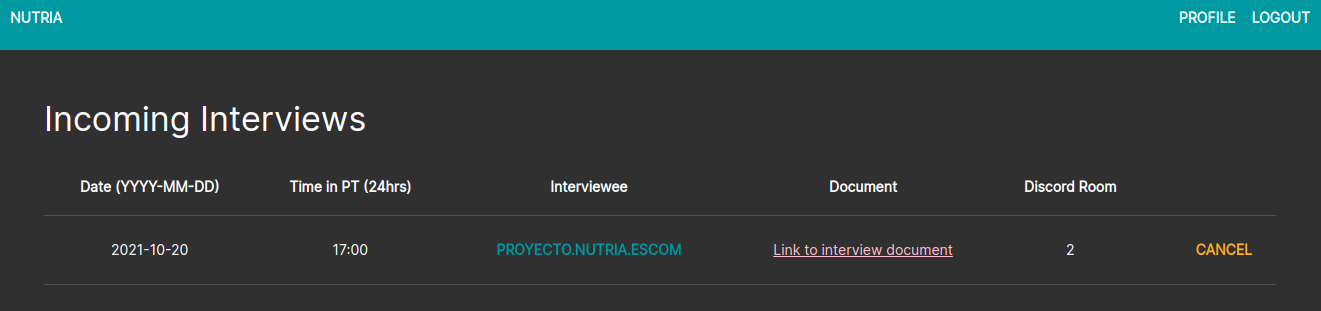 NUTRIA PROFILE LOGOUT
Incoming Interviews
Date (YYYY-MM-DD) Time in PT (24hrs) Interviewee Document Discord Room
2021-10-20 17:00 PROYECTO.NUTRIA.ESCOM Link to interview document 2 CANCEL